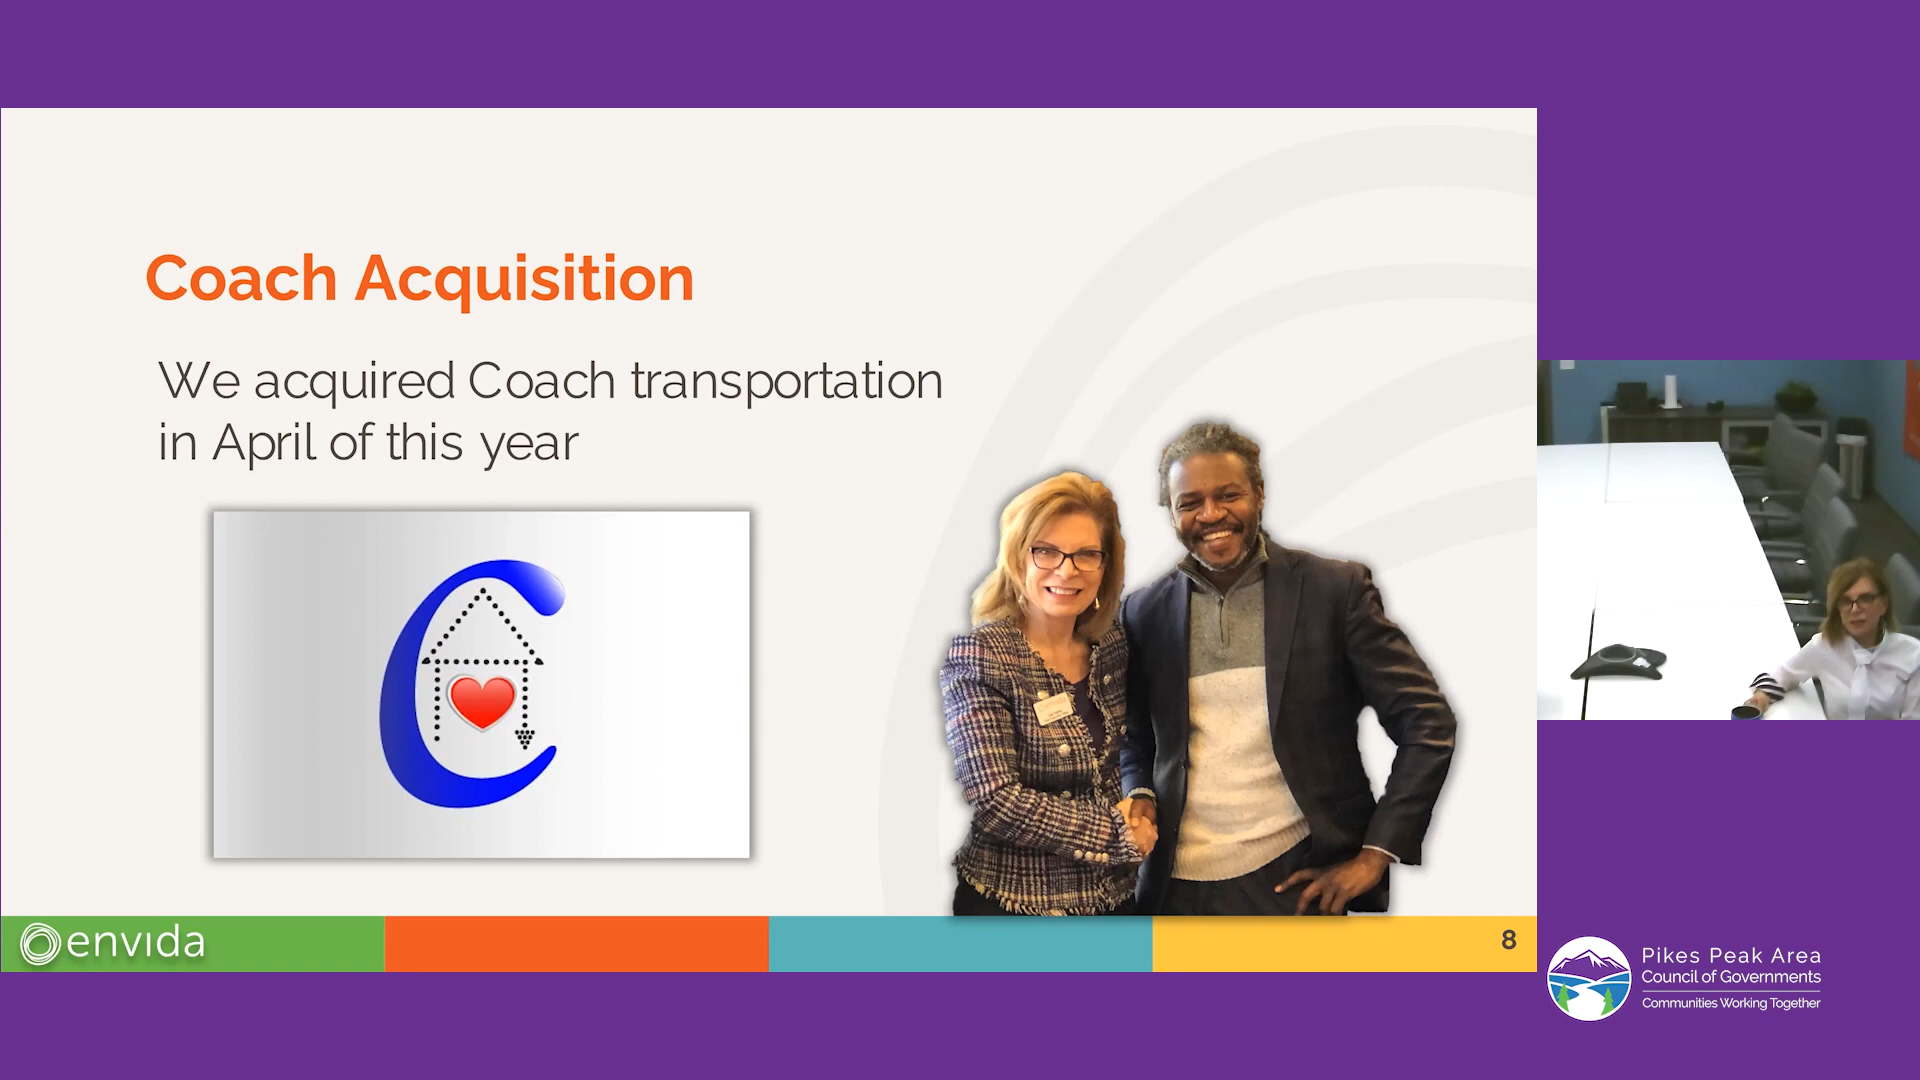 Coach Acquisition
We acquired Coach transportation
in April of this year
envida
8
Pikes Peak Area
Council of Governments
Communities Working Together